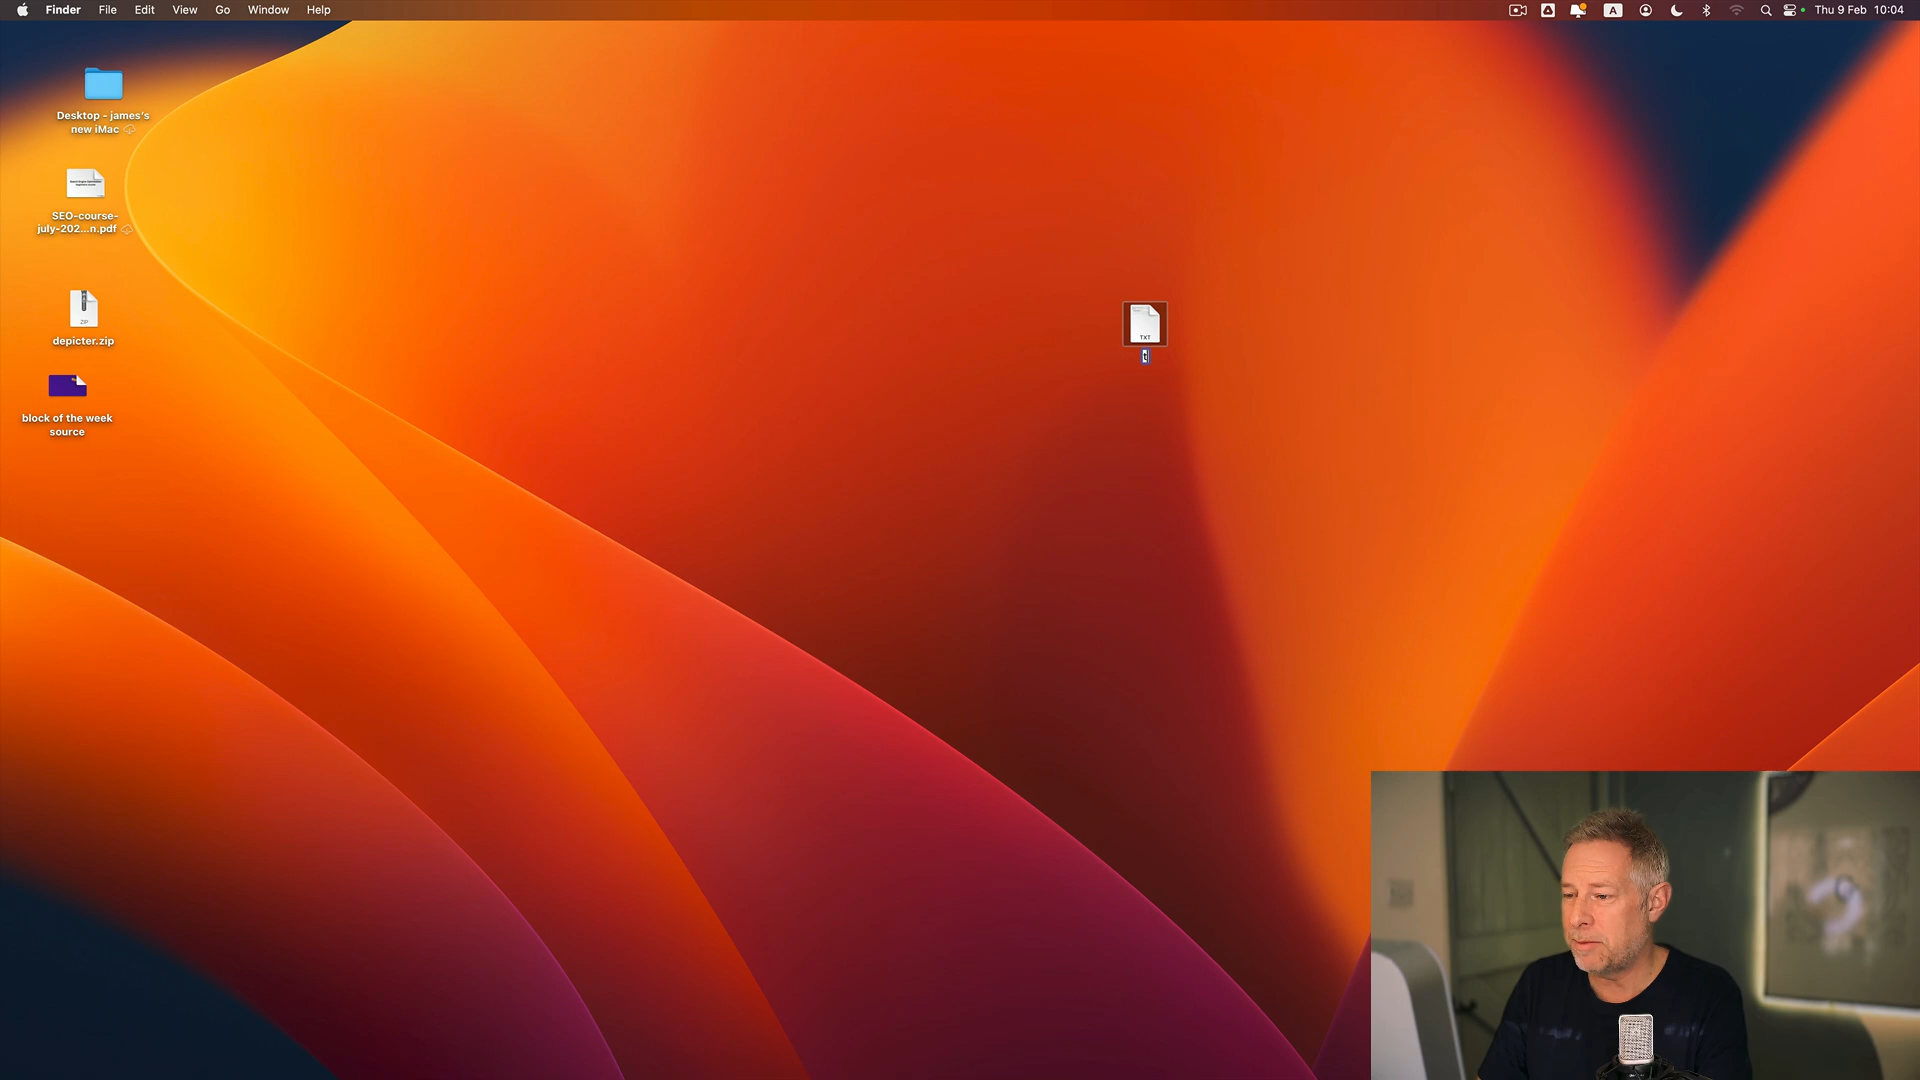 Finder File Edit View Go Window Help
A
Thu 9 Feb 10:04
Desktop - james's
new iMac
SEO-course-
july-202...n.pdf
ZIP
depicter.zip
block of the week
source
TXT
t